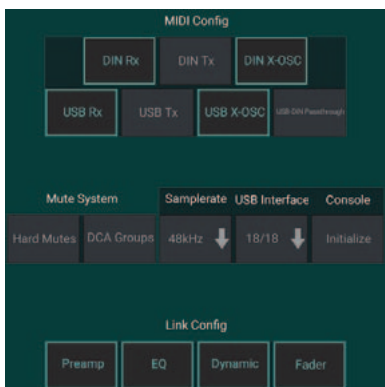 MIDI Config
DIN Rx DIN Tx DIN X-OSC
USB Rx USB Tx USB X-OSC USB-DIN Passthrough
Mute System Samplerate USB Interface Console
Hard Mutes DCA Groups 48kHz 18/18 Initialize
Link Config
Preamp EQ Dynamic Fader